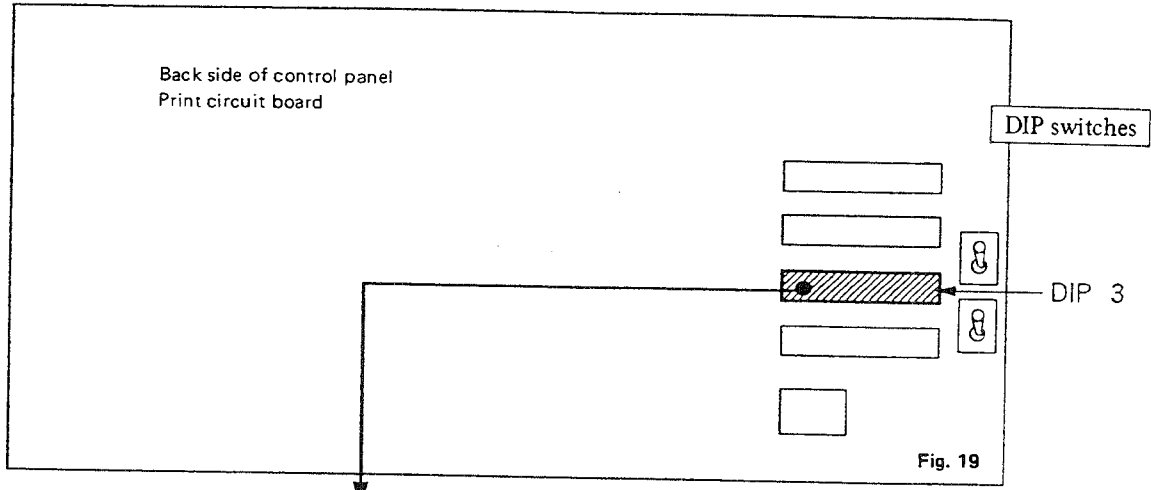 Back side of control panel
Print circuit board
DIP switches
DIP 3
Fig. 19